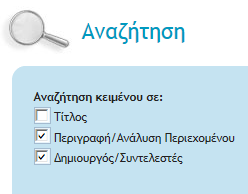 Αναζήτηση
Αναζήτηση κειμένου σε:
Τίτλος
Περιγραφή/Ανάλυση Περιεχομένου
Δημιουργός/Συντελεστές